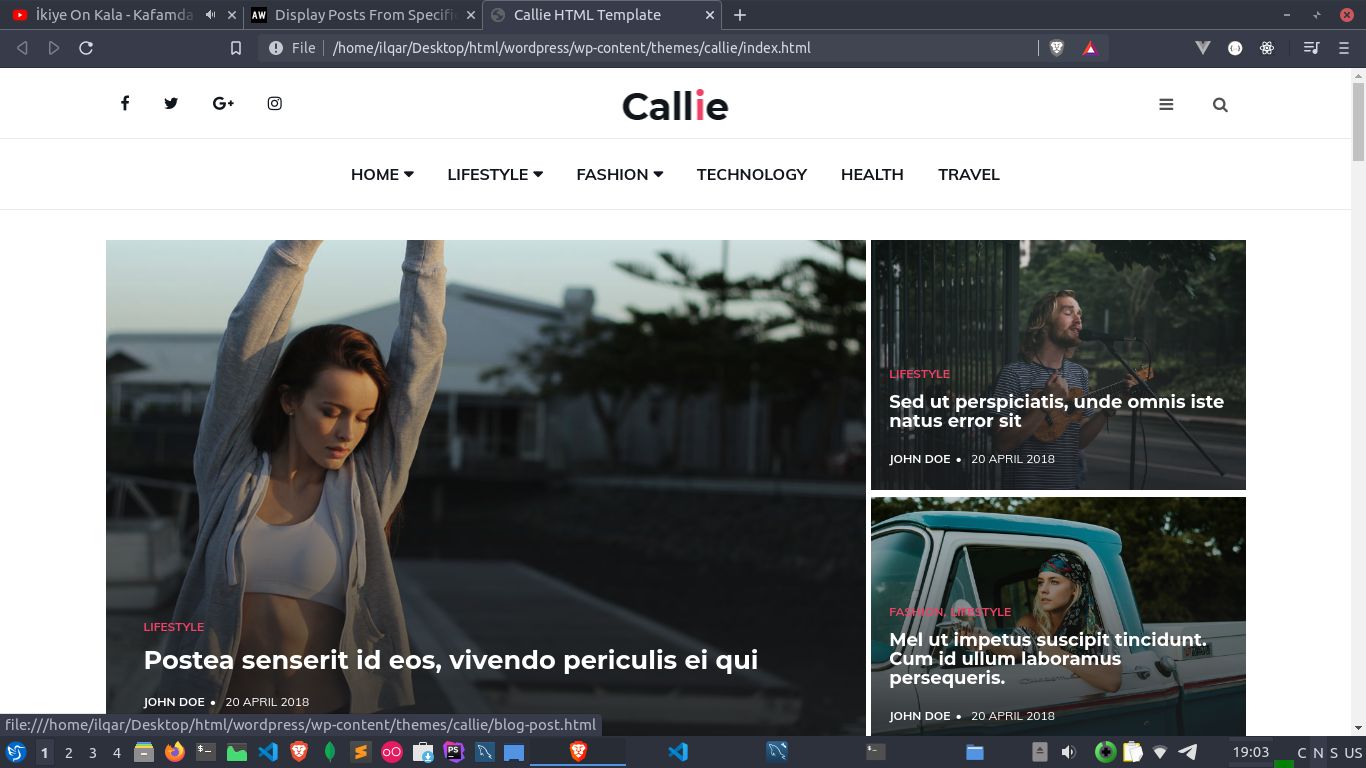 İkiye On Kala - Kafamda
Display Posts From Specific
Callie HTML Template
File
/home/ilqar/Desktop/html/wordpress/wp-content/themes/callie/index.html
Callie
HOME LIFESTYLE FASHION TECHNOLOGY HEALTH TRAVEL
LIFESTYLE
Postea senserit id eos, vivendo periculis ei qui
JOHN DOE • 20 APRIL 2018
LIFESTYLE
Sed ut perspiciatis, unde omnis iste
natus error sit
JOHN DOE • 20 APRIL 2018
FASHION, LIFESTYLE
Mel ut impetus suscipit tincidunt.
Cum id ullum laboramus
persequeris.
JOHN DOE • 20 APRIL 2018
file:///home/ilqar/Desktop/html/wordpress/wp-content/themes/callie/blog-post.html
1 2 3 4
19:03
C N S US